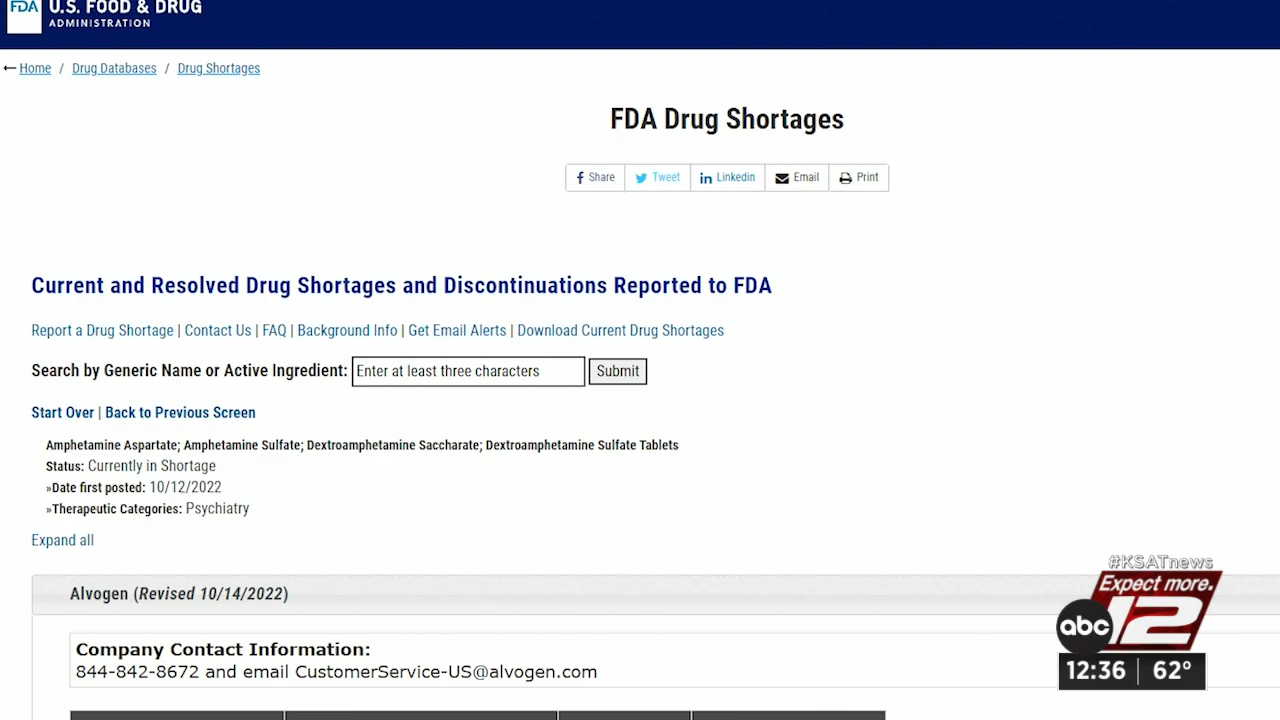 FDA U.S. FOOD & DRUG
ADMINISTRATION
Home / Drug Databases / Drug Shortages
FDA Drug Shortages
Share Tweet Linkedin Email Print
Current and Resolved Drug Shortages and Discontinuations Reported to FDA
Report a Drug Shortage | Contact Us | FAQ | Background Info | Get Email Alerts | Download Current Drug Shortages
Search by Generic Name or Active Ingredient: Enter at least three characters Submit
Start Over | Back to Previous Screen
Amphetamine Aspartate; Amphetamine Sulfate; Dextroamphetamine Saccharate; Dextroamphetamine Sulfate Tablets
Status: Currently in Shortage
»Date first posted: 10/12/2022
»Therapeutic Categories: Psychiatry
Expand all
Alvogen (Revised 10/14/2022)
Company Contact Information:
844-842-8672 and email CustomerService-US@alvogen.com
#KSATnews
Expect more.
abc 12
12:36 62°